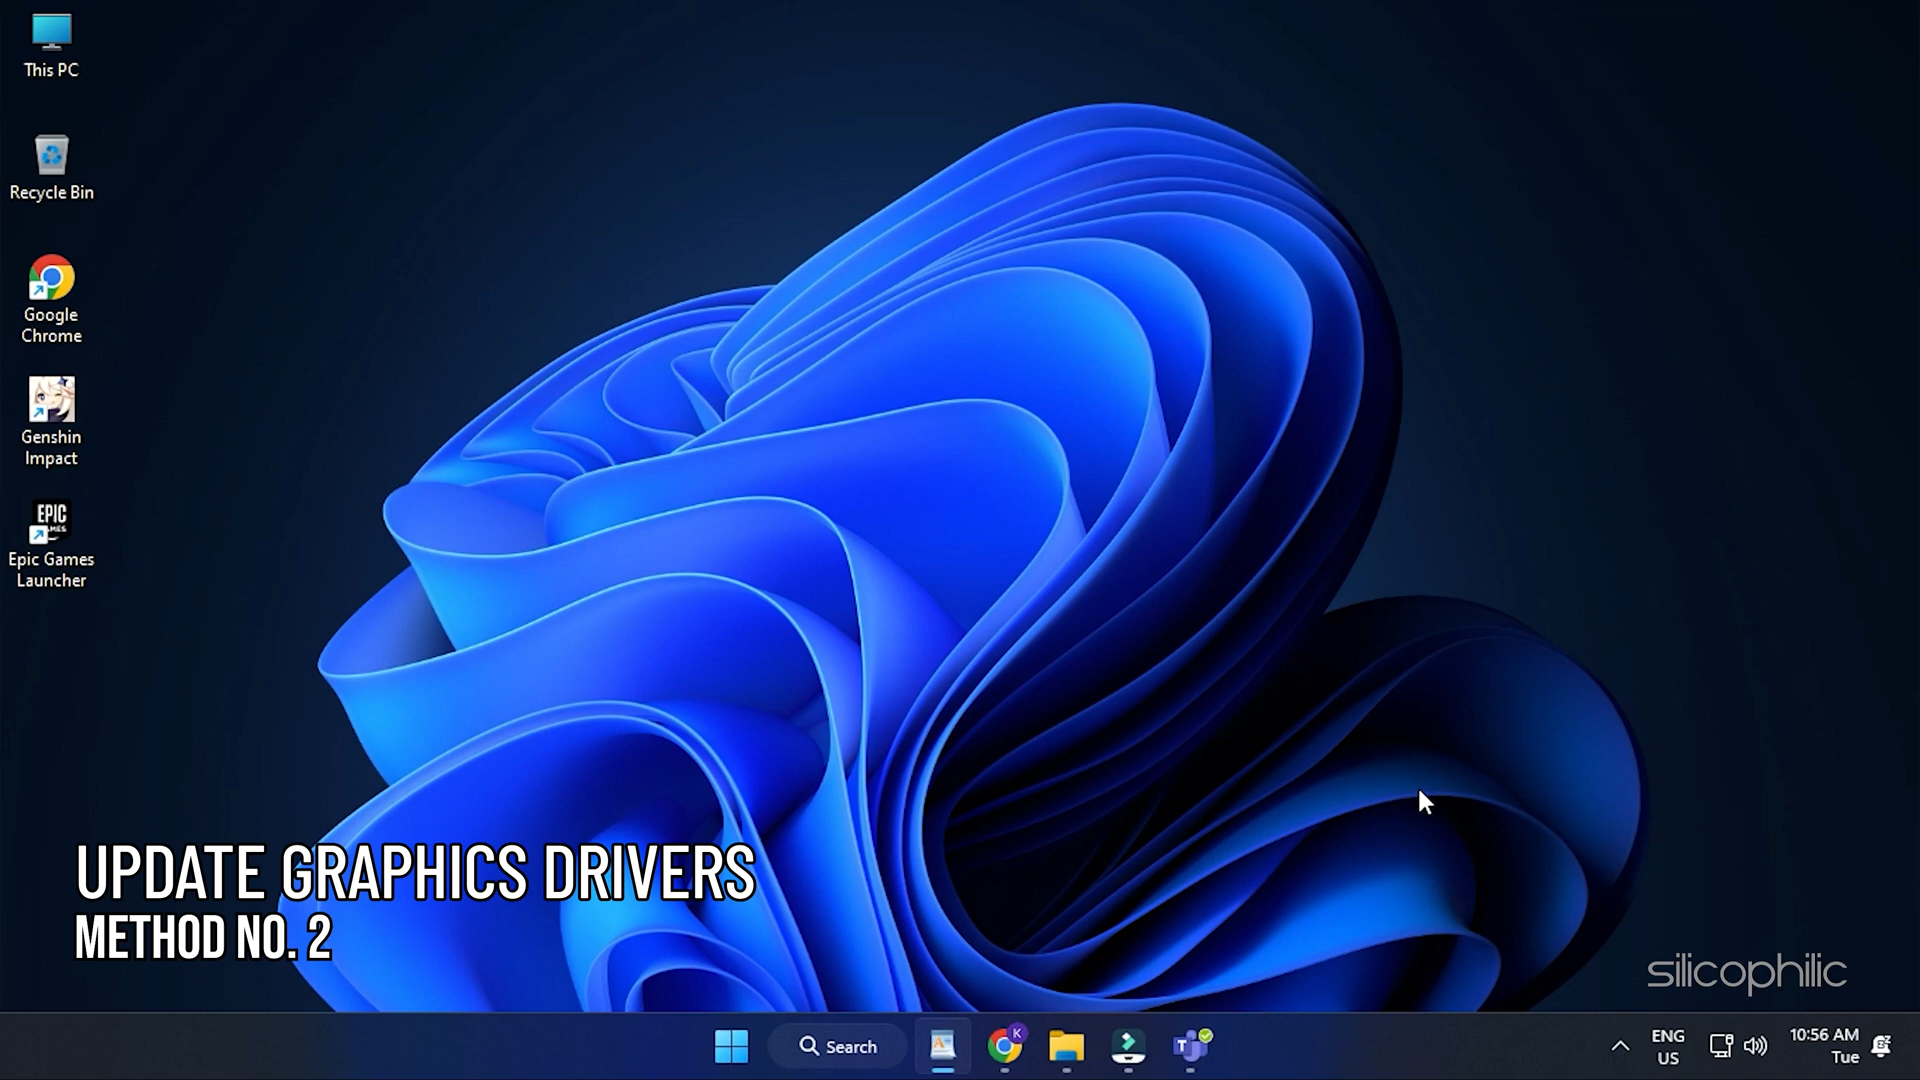 This PC
Recycle Bin
Google
Chrome
Genshin
Impact
EPIC
GAMES
Epic Games
Launcher
UPDATE GRAPHICS DRIVERS
METHOD NO. 2
silicophilic
Search
K
ENG
US
10:56 AM
Tue